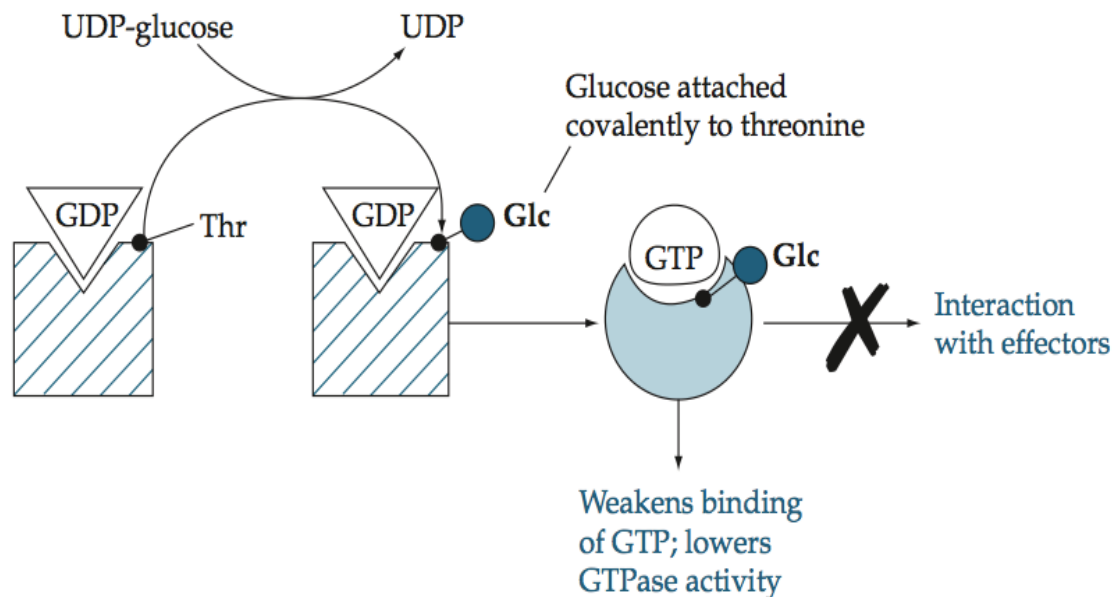 UDP-glucose
UDP
Glucose attached
covalently to threonine
GDP
Thr
GDP
Glc
GTP
Glc
Interaction
with effectors
Weakens binding
of GTP; lowers
GTPase activity